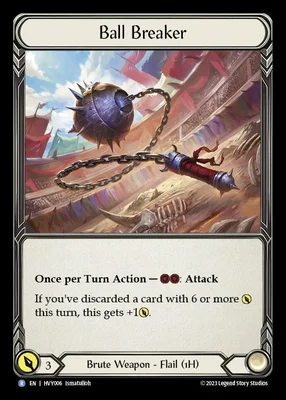 Ball Breaker
Once per Turn Action — : Attack
If you've discarded a card with 6 or more
this turn, this gets +1 .
3
Brute Weapon - Flail (1H)
R EN | HVY006 Ismatulloh
© 2023 Legend Story Studios